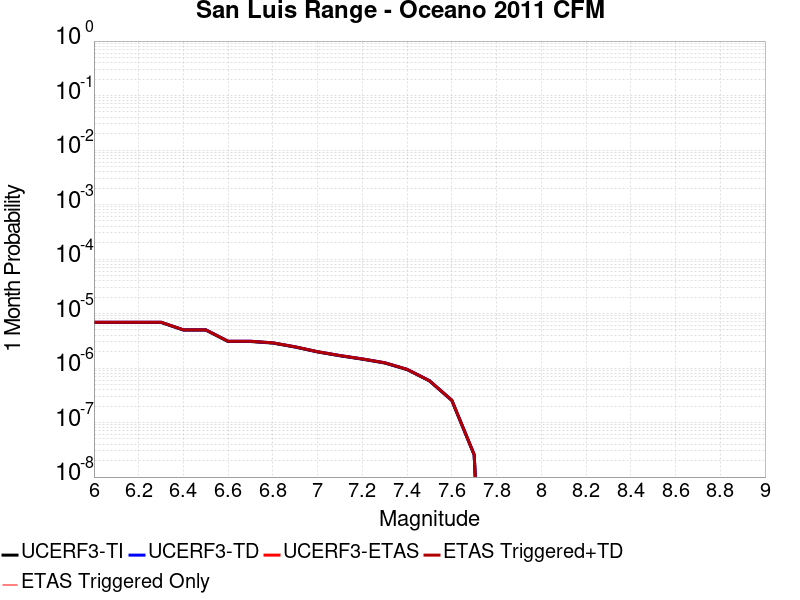 San Luis Range - Oceano 2011 CFM
1 Month Probability
10^0
10^-1
10^-2
10^-3
10^-4
10^-5
10^-6
10^-7
10^-8
6 6.2 6.4 6.6 6.8 7 7.2 7.4 7.6 7.8 8 8.2 8.4 8.6 8.8 9
Magnitude
UCERF3-TI UCERF3-TD UCERF3-ETAS ETAS Triggered+TD
ETAS Triggered Only